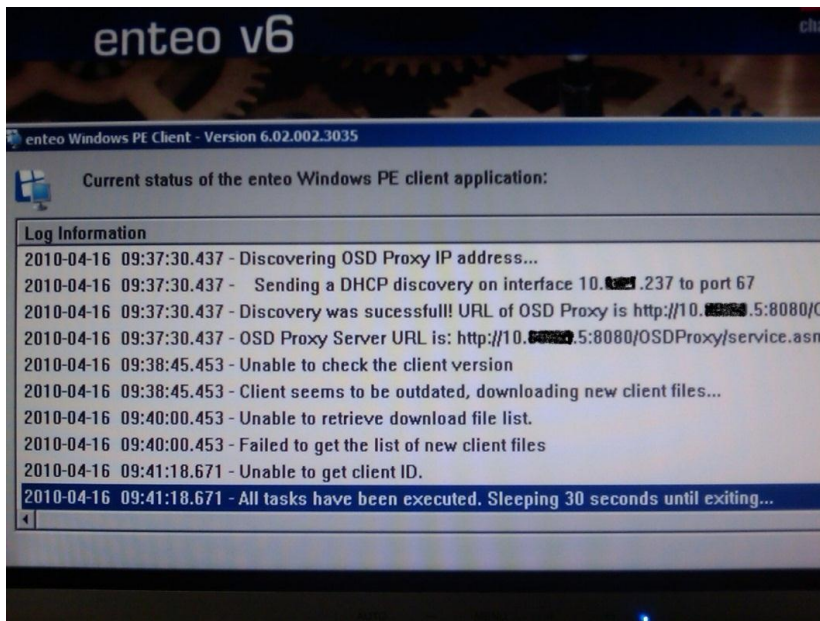 enteo v6
enteo Windows PE Client - Version 6.02.002.3035
Current status of the enteo Windows PE client application:
Log Information
2010-04-16 09:37:30.437 - Discovering OSD Proxy IP address...
2010-04-16 09:37:30.437 - Sending a DHCP discovery on interface 10. .237 to port 67
2010-04-16 09:37:30.437 - Discovery was sucessfull! URL of OSD Proxy is http://10. .5:8080/
2010-04-16 09:37:30.437 - OSD Proxy Server URL is: http://10. .5:8080/OSDProxy/service.asm
2010-04-16 09:38:45.453 - Unable to check the client version
2010-04-16 09:38:45.453 - Client seems to be outdated, downloading new client files...
2010-04-16 09:40:00.453 - Unable to retrieve download file list.
2010-04-16 09:40:00.453 - Failed to get the list of new client files
2010-04-16 09:41:18.671 - Unable to get client ID.
2010-04-16 09:41:18.671 - All tasks have been executed. Sleeping 30 seconds until exiting...